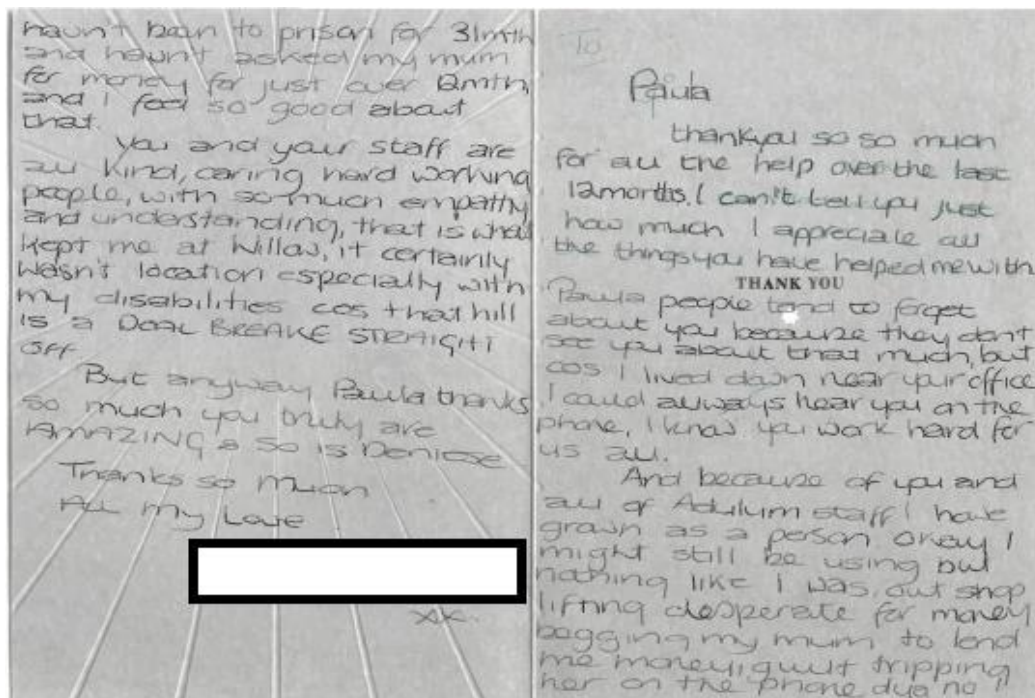 To
Paula
thankyou so so much
for all the help over the last
12months. I can't tell you just
how much I appreciate all
the things you have helped me with
THANK YOU
Paula people tend to forget
about you because they don't
see you about that much, but
cos I lived down near your office
I could always hear you on the
phone, I know you work hard for
us all.
And because of you and
all of Adullum staff I have
grown as a person okay I
might still be using but
nothing like I was, out shop
lifting desperate for money
begging my mum to lend
me money, guilt tripping
her on the phone
haven't been to prison for 31mth
and haven't asked my mum
for money for just over 12mth,
and I feel so good about
that.
You and your staff are
all kind, caring hard working
people, with so much empathy
and understanding, that is what
kept me at Willow, it certainly
wasn't location especially with
my disabilities cos that hill
is a DEAL BREAKE STRAIGHT
OFF
But anyway Paula thanks
so much you truly are
AMAZING & So is Deniese
Thanks so much
All my Love
xx.